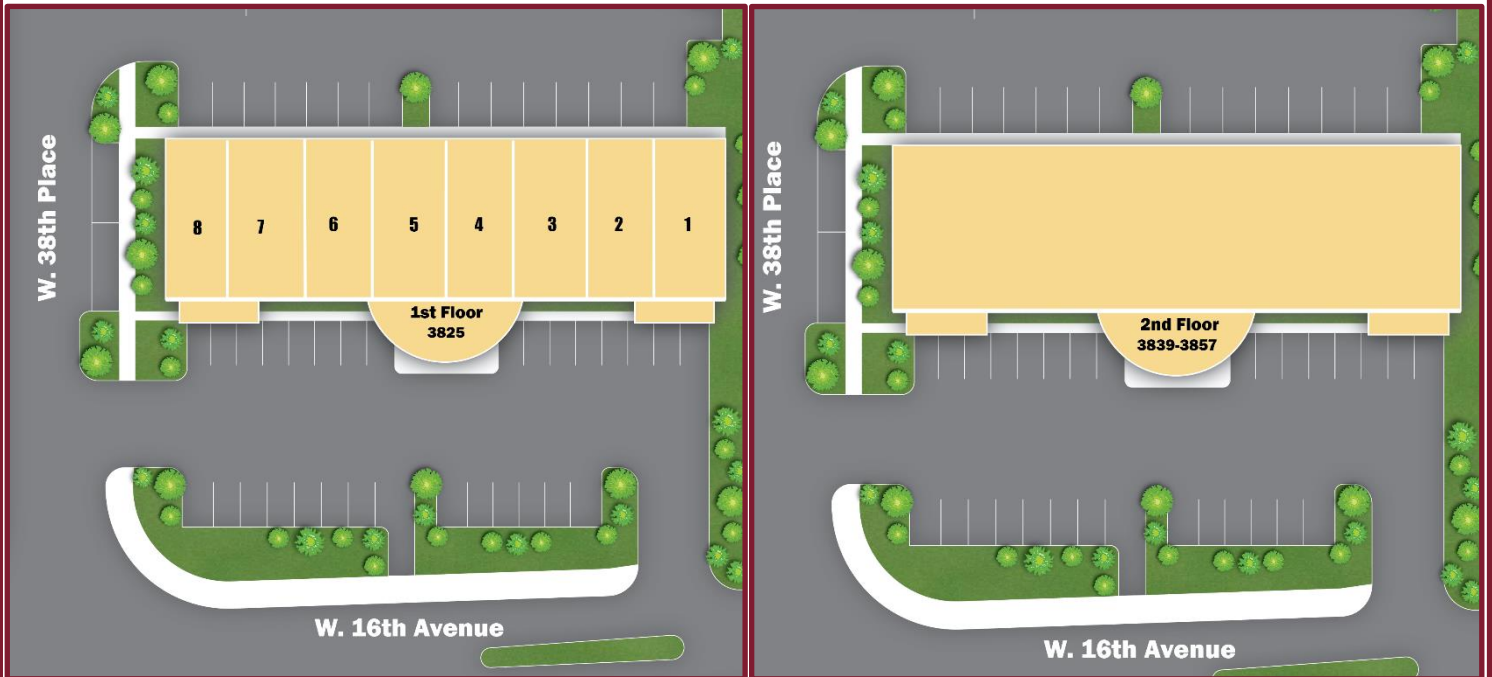 W. 38th Place
8 7 6 5 4 3 2 1
1st Floor
3825
W. 16th Avenue
W. 38th Place
2nd Floor
3839-3857
W. 16th Avenue